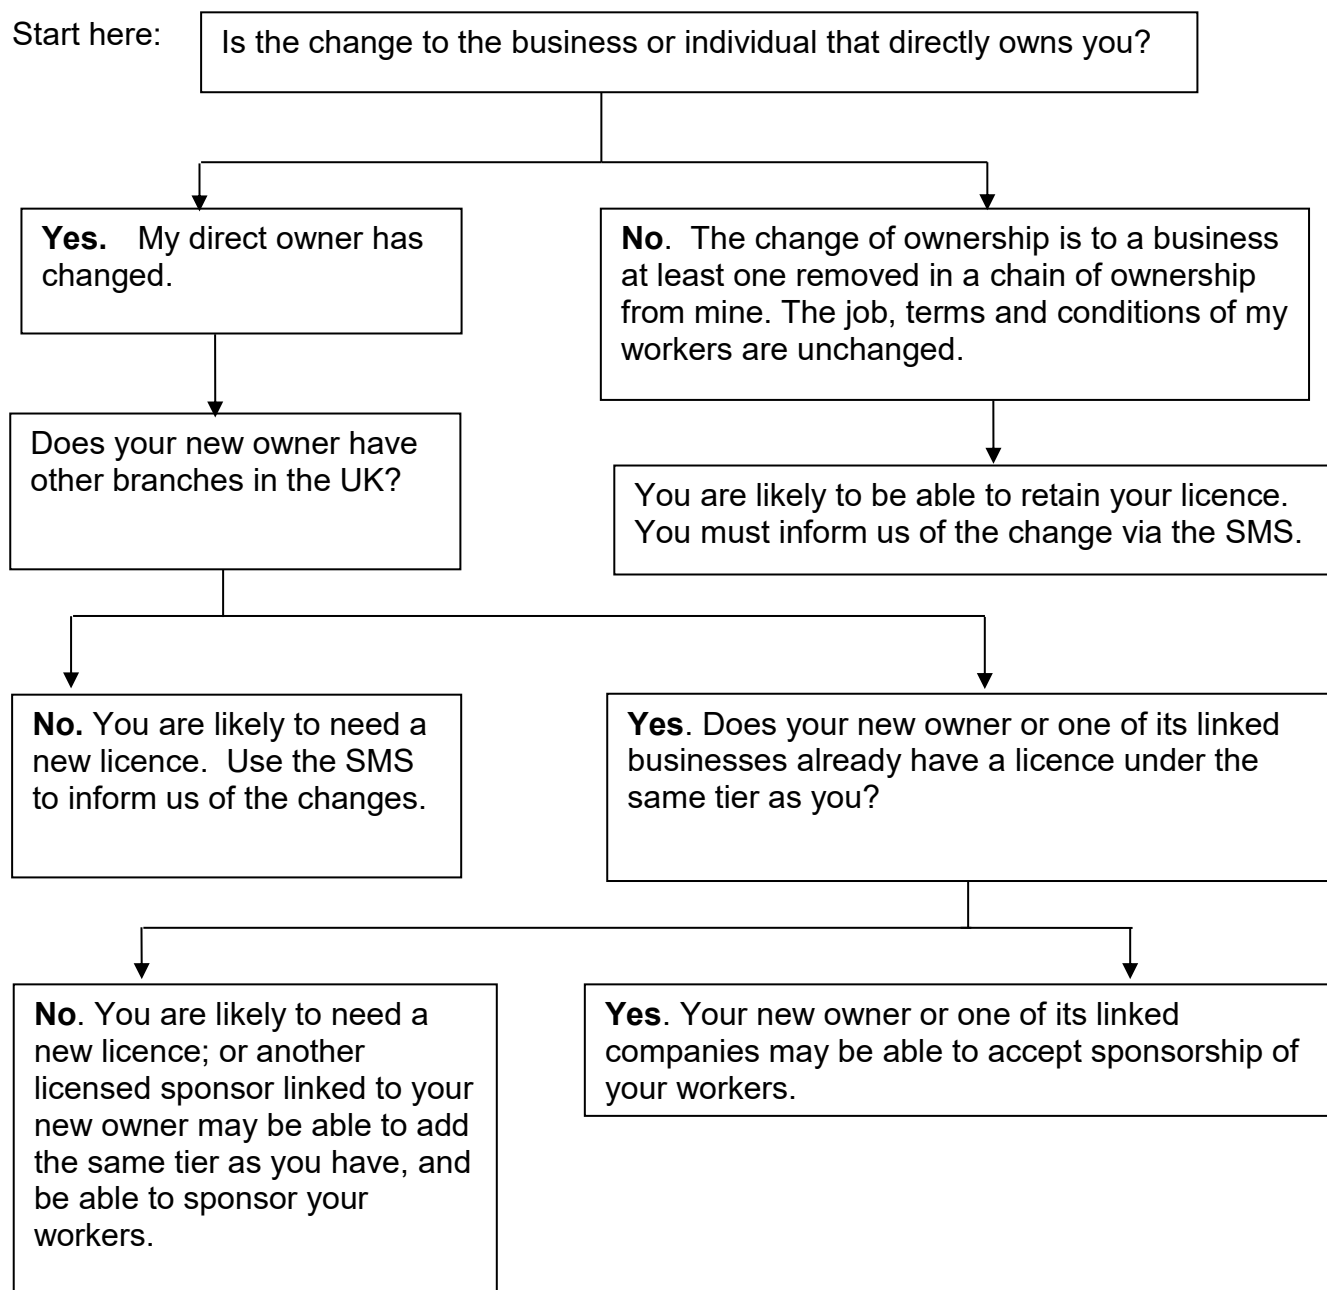 Start here:
Is the change to the business or individual that directly owns you?
Yes. My direct owner has
changed.
No. The change of ownership is to a business
at least one removed in a chain of ownership
from mine. The job, terms and conditions of my
workers are unchanged.
Does your new owner have
other branches in the UK?
You are likely to be able to retain your licence.
You must inform us of the change via the SMS.
No. You are likely to need a
new licence. Use the SMS
to inform us of the changes.
Yes. Does your new owner or one of its linked
businesses already have a licence under the
same tier as you?
No. You are likely to need a
new licence; or another
licensed sponsor linked to your
new owner may be able to add
the same tier as you have, and
be able to sponsor your
workers.
Yes. Your new owner or one of its linked
companies may be able to accept sponsorship of
your workers.